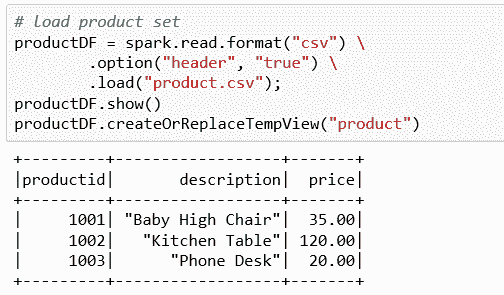 # load product set
productDF = spark.read.format("csv") \
        .option("header", "true") \
        .load("product.csv");
productDF.show()
productDF.createOrReplaceTempView("product")
+---------+-----------------+-------+
|productid|      description|  price|
+---------+-----------------+-------+
|     1001|"Baby High Chair"|  35.00|
|     1002|  "Kitchen Table"| 120.00|
|     1003|     "Phone Desk"|  20.00|
+---------+-----------------+-------+